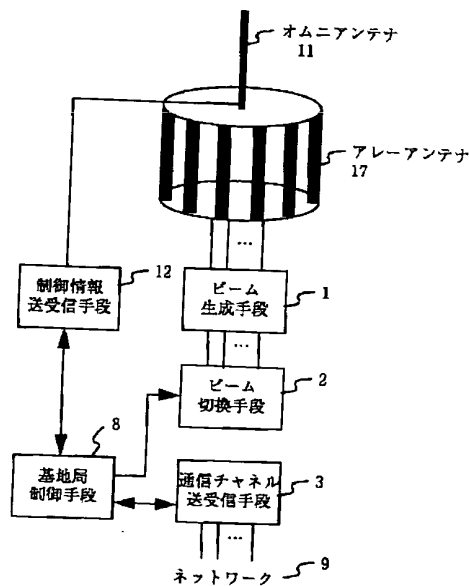 オムニアンテナ
11
アレーアンテナ
17
制御情報
送受信手段
12
...
ビーム
生成手段
1
...
ビーム
切換手段
2
8
基地局
制御手段
通信チャネル
送受信手段
3
...
ネットワーク
9